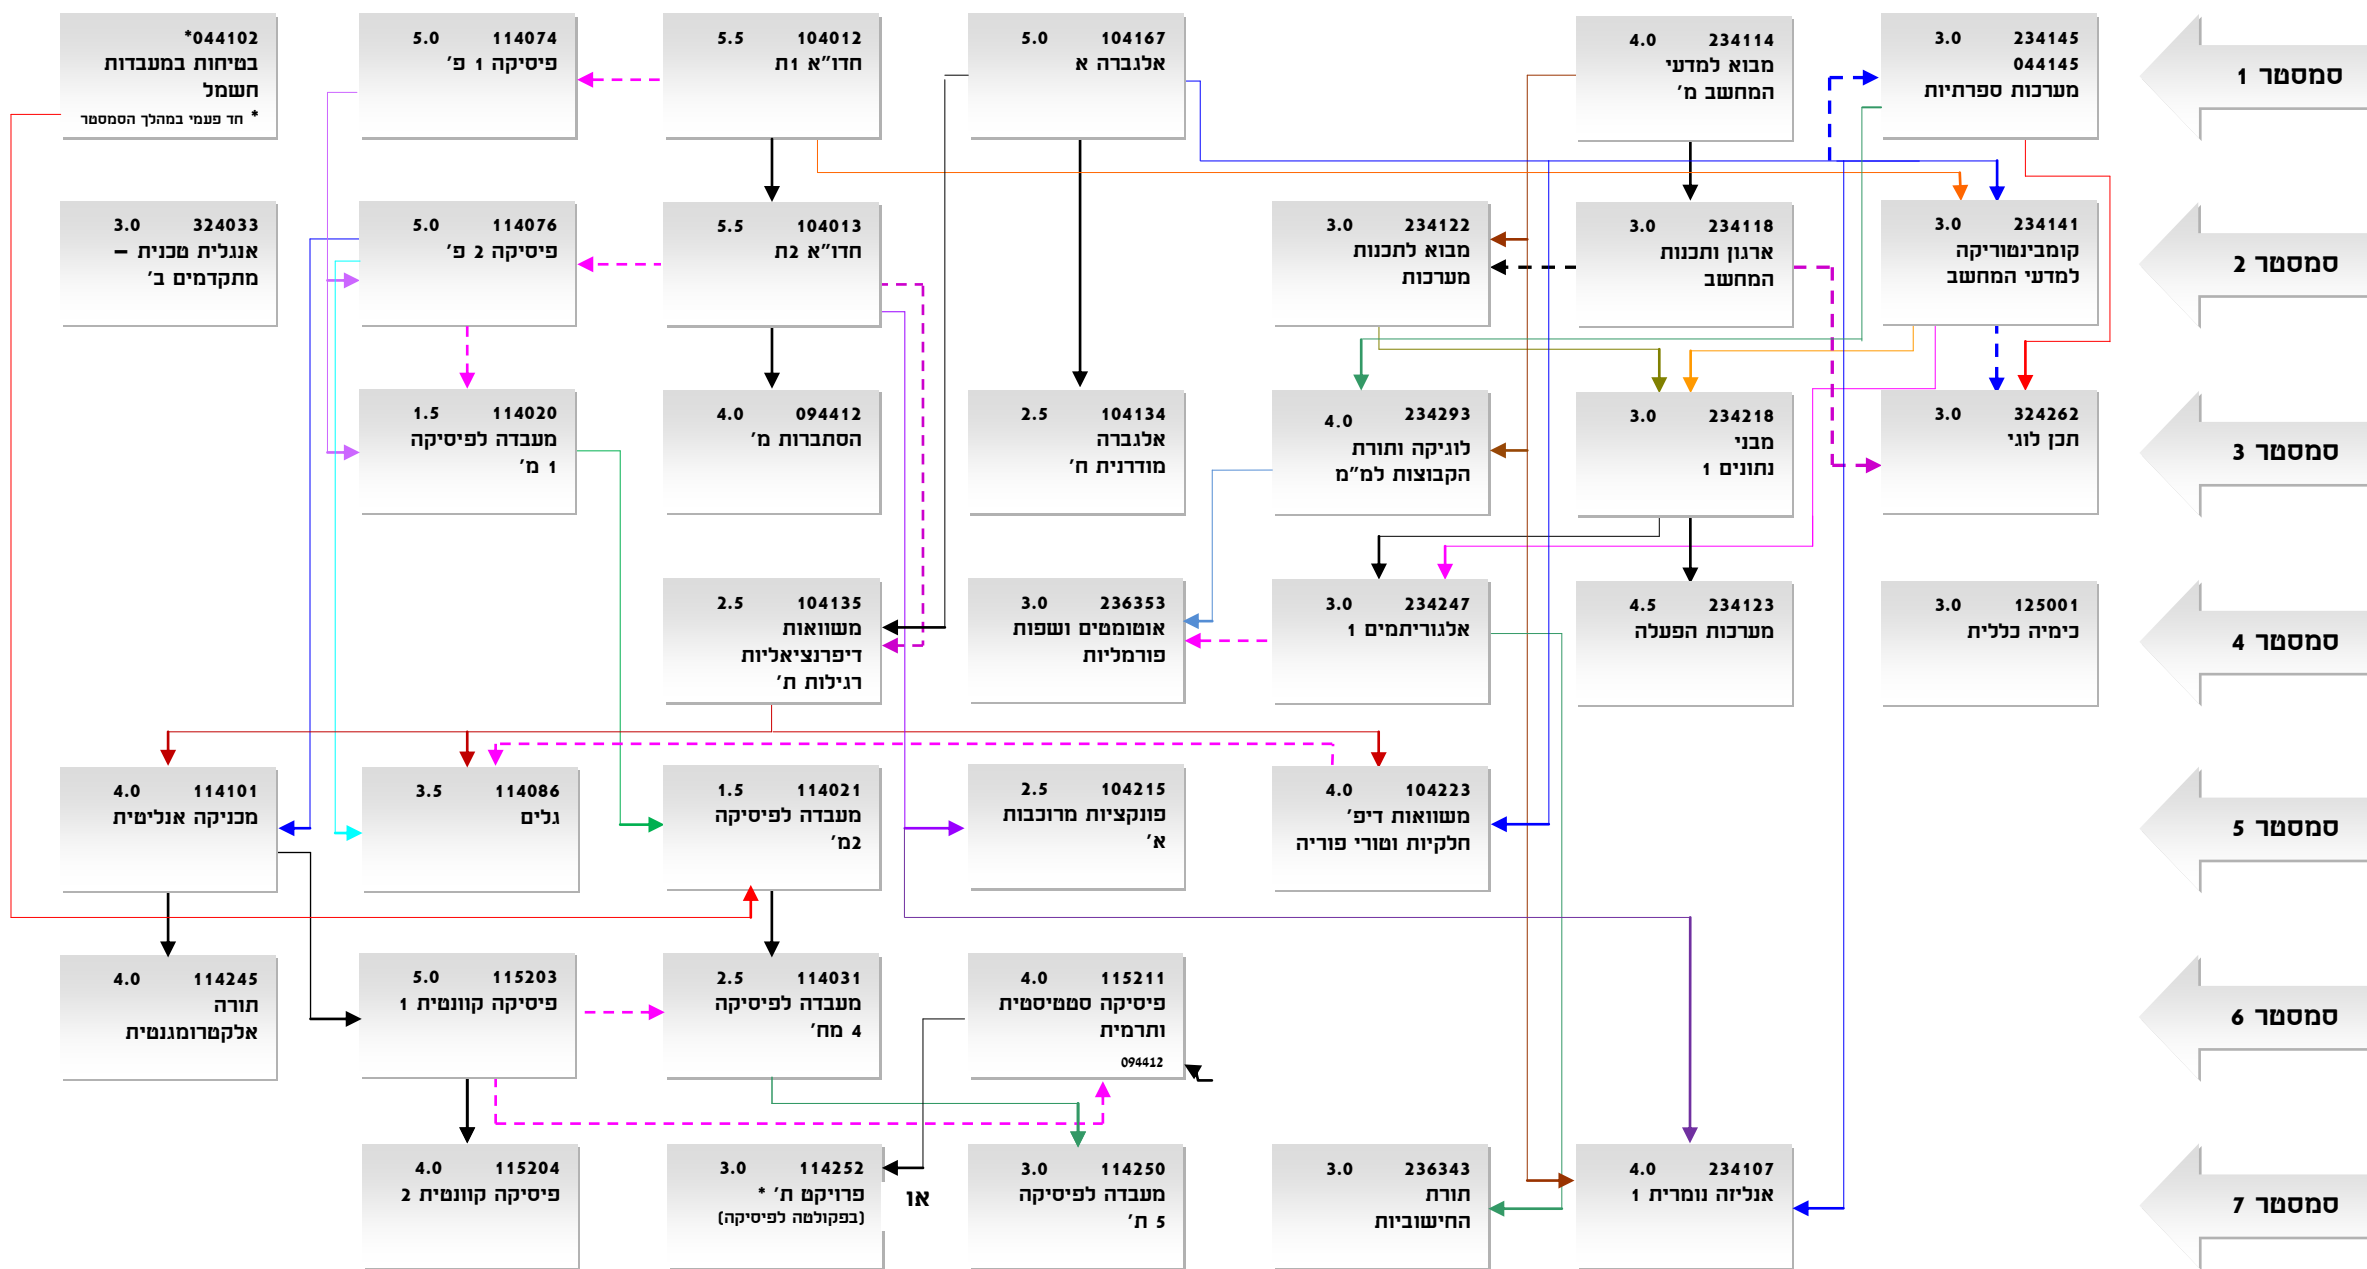 סמסטר 1
234145 3.0
044145
מערכות ספרתיות
234114 4.0
מבוא למדעי
המחשב מ'
104167 5.0
אלגברה א
104012 5.5
חדו"א 1ת
114074 5.0
פיסיקה 1 פ'
044102*
בטיחות במעבדות
חשמל
* חד פעמי במהלך הסמסטר
סמסטר 2
234141 3.0
קומבינטוריקה
למדעי המחשב
234118 3.0
ארגון ותכנות
המחשב
234122 3.0
מבוא לתכנות
מערכות
104013 5.5
חדו"א 2ת
114076 5.0
פיסיקה 2 פ'
324033 3.0
אנגלית טכנית –
מתקדמים ב'
סמסטר 3
324262 3.0
תכן לוגי
234218 3.0
מבני
נתונים 1
234293 4.0
לוגיקה ותורת
הקבוצות למ"מ
104134 2.5
אלגברה
מודרנית ח'
094412 4.0
הסתברות מ'
114020 1.5
מעבדה לפיסיקה
1 מ'
סמסטר 4
125001 3.0
כימיה כללית
234123 4.5
מערכות הפעלה
234247 3.0
אלגוריתמים 1
236353 3.0
אוטומטים ושפות
פורמליות
104135 2.5
משוואות
דיפרנציאליות
רגילות ת'
סמסטר 5
104223 4.0
משוואות דיפ'
חלקיות וטורי פוריה
104215 2.5
פונקציות מרוכבות
א'
114021 1.5
מעבדה לפיסיקה
2מ'
114086 3.5
גלים
114101 4.0
מכניקה אנליטית
סמסטר 6
115211 4.0
פיסיקה סטטיסטית
ותרמית
094412
114031 2.5
מעבדה לפיסיקה
4 מח'
115203 5.0
פיסיקה קוונטית 1
114245 4.0
תורה
אלקטרומגנטית
סמסטר 7
234107 4.0
אנליזה נומרית 1
236343 3.0
תורת
החישוביות
114250 3.0
מעבדה לפיסיקה
5 ת'
או
114252 3.0
פרויקט ת' *
(בפקולטה לפיסיקה)
115204 4.0
פיסיקה קוונטית 2